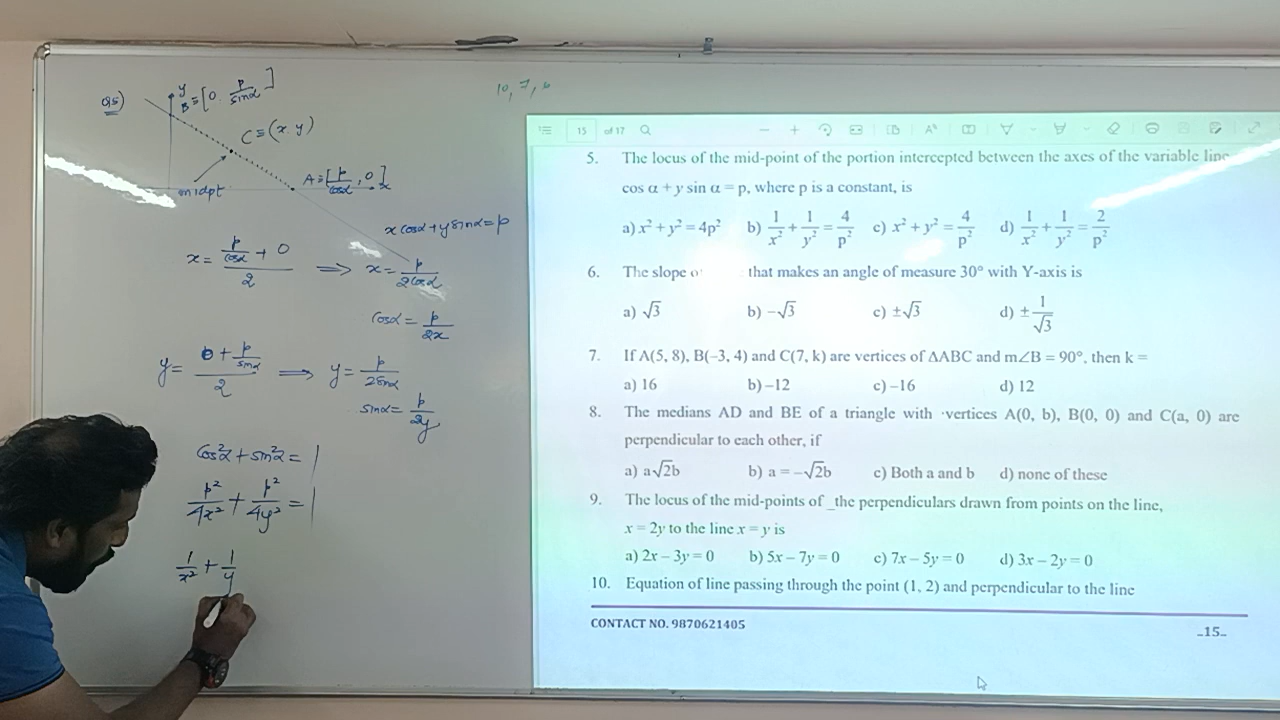 Q5)
y
B≡[0 p/sinα]
C≡(x y)
midpt
A≡[p/cosα, 0]
x
x cosα + y sinα = p
x = (p/cosα + 0)/2 ⟹ x = p/2cosα
cosα = p/2x
y = (0 + p/sinα)/2 ⟹ y = p/2sinα
sinα = p/2y
cos²α + sin²α = 1
p²/4x² + p²/4y² = 1
1/x² + 1/y
10, 7, 6
15 of 17
5. The locus of the mid-point of the portion intercepted between the axes of the variable line
cos α + y sin α = p, where p is a constant, is
a) x² + y² = 4p² b) 1/x² + 1/y² = 4/p² c) x² + y² = 4/p² d) 1/x² + 1/y² = 2/p²
6. The slope o that makes an angle of measure 30° with Y-axis is
a) √3 b) −√3 c) ±√3 d) ± 1/√3
7. If A(5, 8), B(−3, 4) and C(7, k) are vertices of ΔABC and m∠B = 90°, then k =
a) 16 b) −12 c) −16 d) 12
8. The medians AD and BE of a triangle with vertices A(0, b), B(0, 0) and C(a, 0) are
perpendicular to each other, if
a) a√2b b) a = −√2b c) Both a and b d) none of these
9. The locus of the mid-points of _the perpendiculars drawn from points on the line,
x = 2y to the line x = y is
a) 2x − 3y = 0 b) 5x − 7y = 0 c) 7x − 5y = 0 d) 3x − 2y = 0
10. Equation of line passing through the point (1, 2) and perpendicular to the line
CONTACT NO. 9870621405
..15..